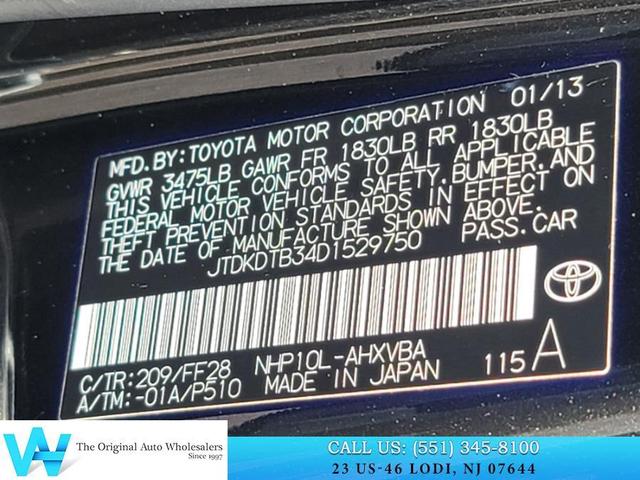 MFD.BY:TOYOTA MOTOR CORPORATION 01/13
GVWR 3475LB GAWR FR 1830LB RR 1830LB
THIS VEHICLE CONFORMS TO ALL APPLICABLE
FEDERAL MOTOR VEHICLE SAFETY,BUMPER,AND
THEFT PREVENTION STANDARDS IN EFFECT ON
THE DATE OF MANUFACTURE SHOWN ABOVE.
JTDKDTB34D1529750 PASS.CAR
C/TR:209/FF28 NHP10L-AHXVBA
A/TM:-01A/P510 MADE IN JAPAN 115A
The Original Auto Wholesalers
Since 1997
CALL US: (551) 345-8100
23 US-46 LODI, NJ 07644